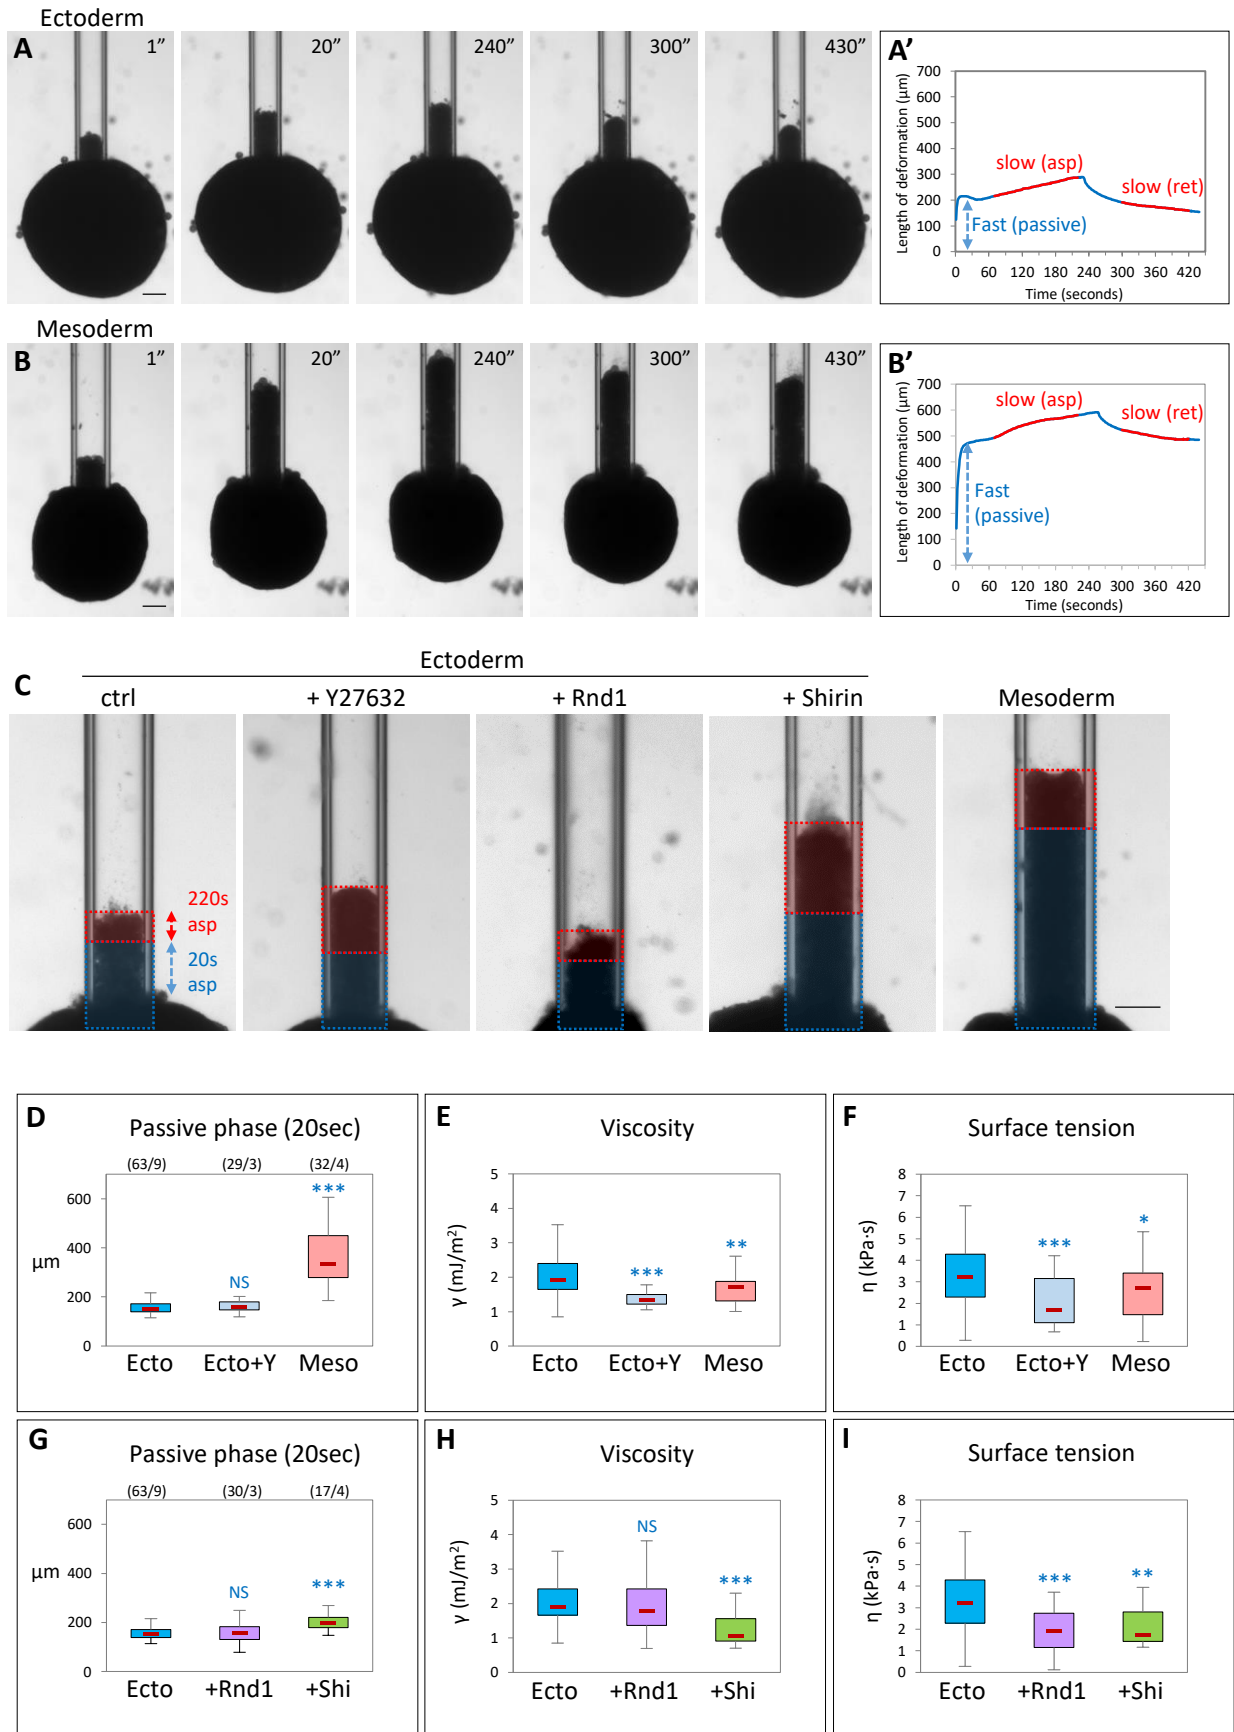 Ectoderm
A
1”
20”
240”
300”
430”
A’
Length of deformation (µm)
700
600
500
400
300
200
100
0
slow (asp)
slow (ret)
Fast (passive)
0 60 120 180 240 300 360 420
Time (seconds)
Mesoderm
B
1”
20”
240”
300”
430”
B’
Length of deformation (µm)
700
600
500
400
300
200
100
0
slow (asp)
slow (ret)
Fast
(passive)
0 60 120 180 240 300 360 420
Time (seconds)
C
Ectoderm
ctrl
+ Y27632
+ Rnd1
+ Shirin
Mesoderm
220s
asp
20s
asp
D
Passive phase (20sec)
(63/9) (29/3) (32/4)
µm
600
400
200
0
NS
***
Ecto Ecto+Y Meso
E
Viscosity
γ (mJ/m²)
5
4
3
2
1
0
***
**
Ecto Ecto+Y Meso
F
Surface tension
η (kPa·s)
8
7
6
5
4
3
2
1
0
***
*
Ecto Ecto+Y Meso
G
Passive phase (20sec)
(63/9) (30/3) (17/4)
µm
600
400
200
0
NS
***
Ecto +Rnd1 +Shi
H
Viscosity
γ (mJ/m²)
5
4
3
2
1
0
NS
***
Ecto +Rnd1 +Shi
I
Surface tension
η (kPa·s)
8
7
6
5
4
3
2
1
0
***
**
Ecto +Rnd1 +Shi